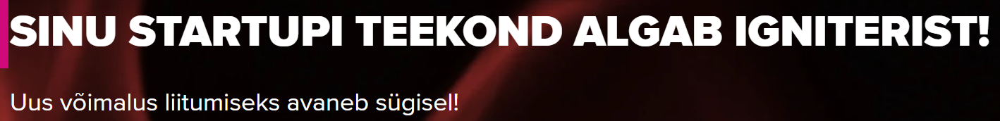 SINU STARTUPI TEEKOND ALGAB IGNITERIST!
Uus võimalus liitumiseks avaneb sügisel!